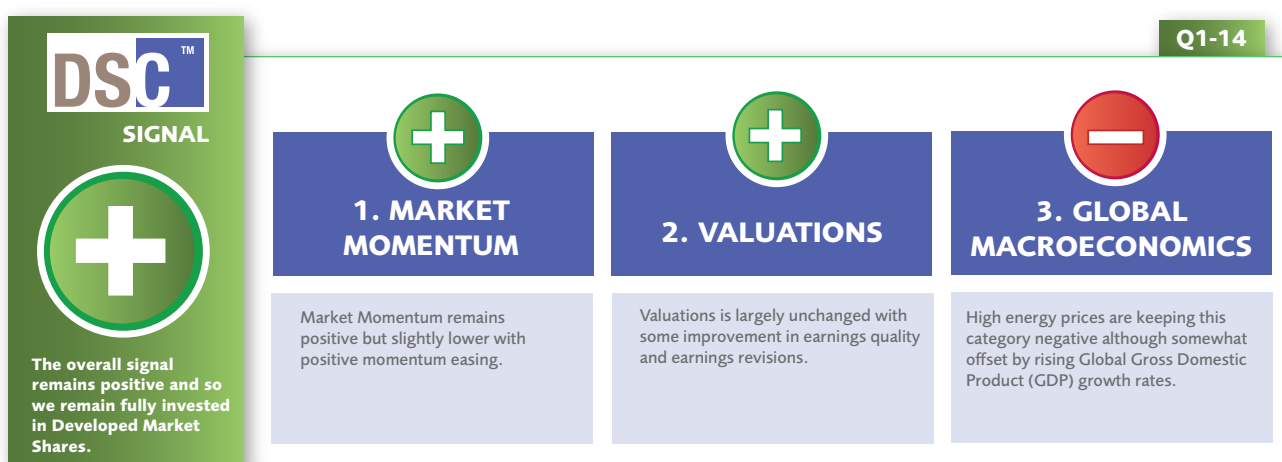 Q1-14
DSC™
SIGNAL
The overall signal
remains positive and so
we remain fully invested
in Developed Market
Shares.
1. MARKET
MOMENTUM
Market Momentum remains
positive but slightly lower with
positive momentum easing.
2. VALUATIONS
Valuations is largely unchanged with
some improvement in earnings quality
and earnings revisions.
3. GLOBAL
MACROECONOMICS
High energy prices are keeping this
category negative although somewhat
offset by rising Global Gross Domestic
Product (GDP) growth rates.